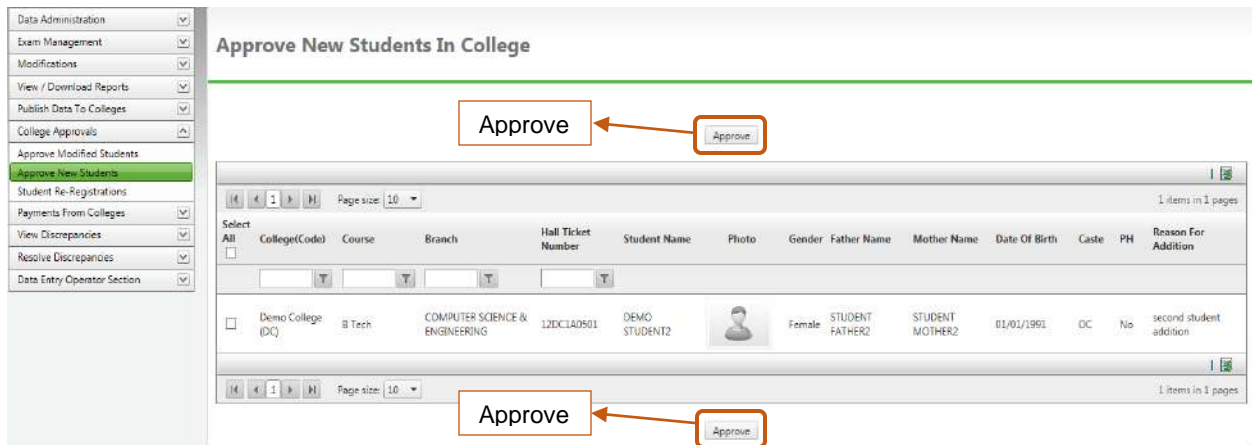 Data Administration
Exam Management
Modifications
View / Download Reports
Publish Data To Colleges
College Approvals
Approve Modified Students
Approve New Students
Student Re-Registrations
Payments From Colleges
View Discrepancies
Resolve Discrepancies
Data Entry Operator Section
Approve New Students In College
Approve Approve
1 Page size: 10 1 items in 1 pages
Select All College(Code) Course Branch Hall Ticket Number Student Name Photo Gender Father Name Mother Name Date Of Birth Caste PH Reason For Addition
Demo College (DC) B Tech COMPUTER SCIENCE & ENGINEERING 12DC1A0501 DEMO STUDENT2 Female STUDENT FATHER2 STUDENT MOTHER2 01/01/1991 OC No second student addition
1 Page size: 10 1 items in 1 pages
Approve Approve